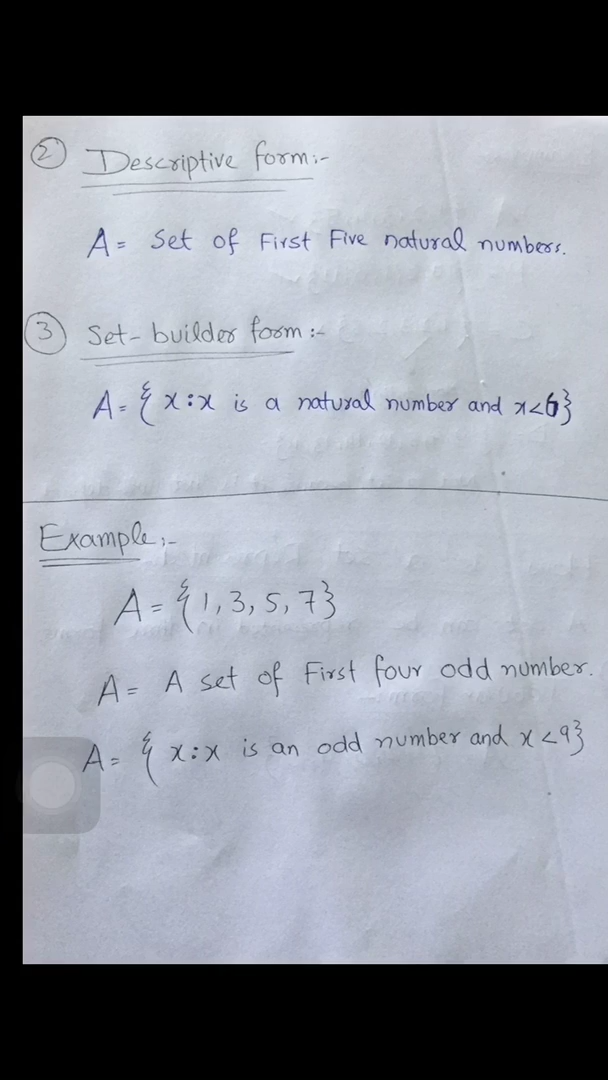 ② Descriptive form:-
A = Set of First Five natural numbers.
③ Set-builder form :-
A = { x : x is a natural number and x<6}
Example :-
A = {1, 3, 5, 7}
A = A set of First four odd number.
A = { x : x is an odd number and x <9}